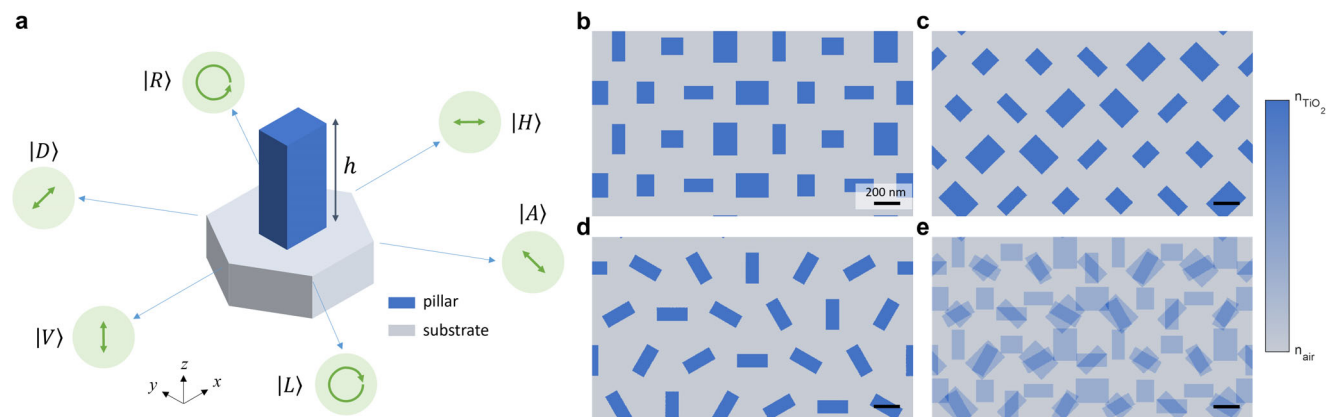 a
|R⟩
|H⟩
|D⟩
h
|A⟩
|V⟩
pillar
substrate
|L⟩
z
y
x
b
200 nm
c
d
e
n_TiO₂
n_air